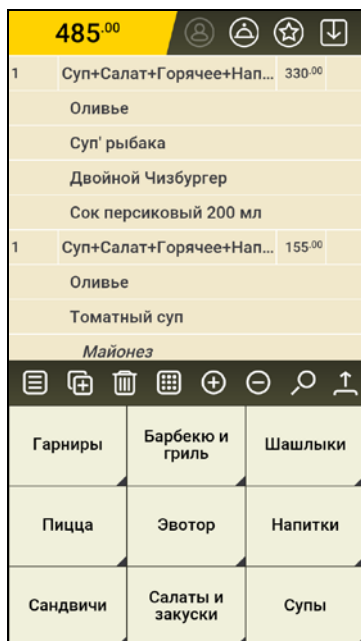 485.00
1 Суп+Салат+Горячее+Нап... 330.00
Оливье
Суп' рыбака
Двойной Чизбургер
Сок персиковый 200 мл
1 Суп+Салат+Горячее+Нап... 155.00
Оливье
Томатный суп
Майонез
Гарниры
Барбекю и
гриль
Шашлыки
Пицца
Эвотор
Напитки
Сандвичи
Салаты и
закуски
Супы